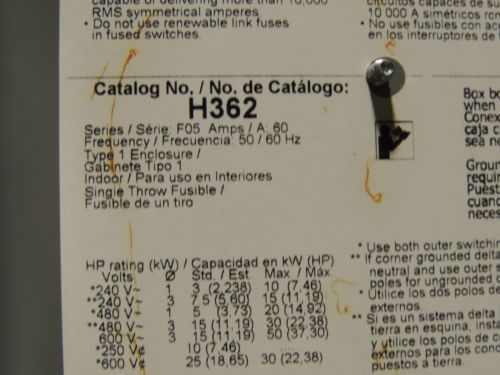 capable of delivering more than 10,000
RMS symmetrical amperes.
• Do not use renewable link fuses
in fused switches.
circuitos capaces de su
10 000 A simétricos
• No use fusibles con
en los interruptores de
Catalog No. / No. de Catálogo:
H362
Series / Série: F05 Amps / A: 60
Frequency / Frecuencia: 50 / 60 Hz
Type 1 Enclosure /
Gabinete Tipo 1
Indoor / Para uso en Interiores
Single Throw Fusible /
Fusible de un tiro
Box
when
Conex
caja
sea
Groun
requi
Puest
cuan
neces
HP rating (kW) / Capacidad en kW (HP)
Volts Ø Std. / Est. Max / Máx.
*240 V~ 1 3 (2,238) 10 (7,46)
**240 V~ 3 7,5 (5,60) 15 (11,19)
*480 V~ 1 5 (3,73) 20 (14,92)
**480 V~ 3 15 (11,19) 30 (22,38)
600 V~ 3 15 (11,19) 50 (37,30)
*250 V 10 (7,46)
*600 V 25 (18,65) 30 (22,38)
* Use both outer switchin
** If corner grounded delta
neutral and use outer
poles for ungrounded
* Utilice los dos polos de
externos.
** Si es un sistema delta
tierra en esquina, inst
y utilice los polos de
externos para los con
puestos a tierra.